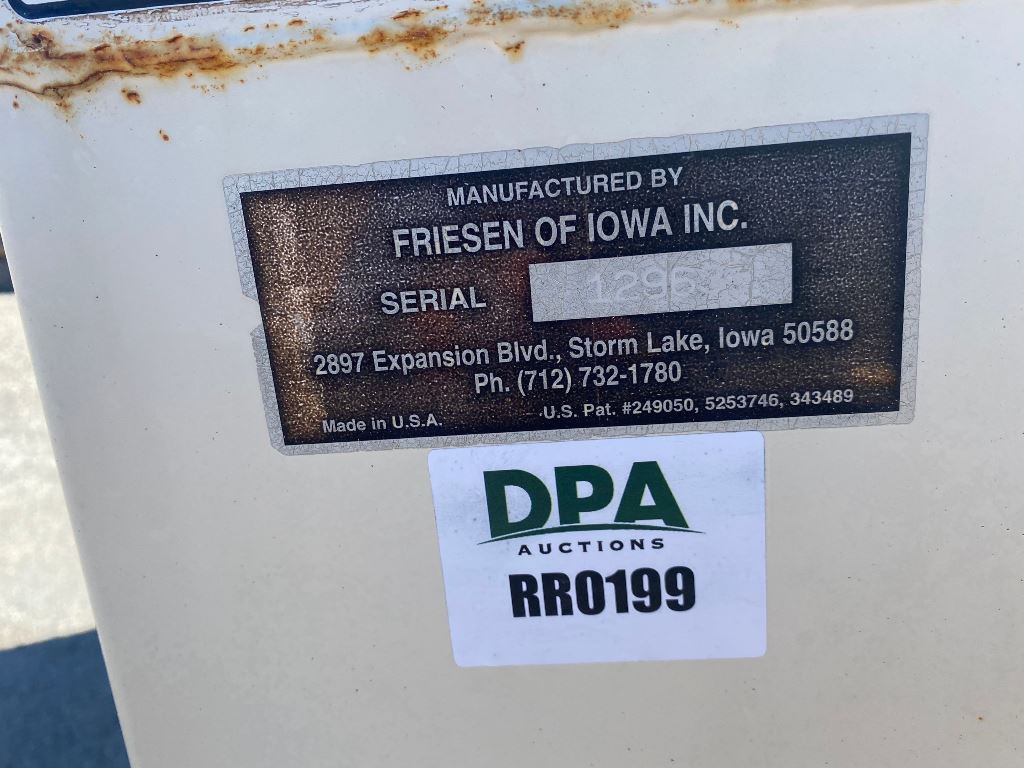 MANUFACTURED BY
FRIESEN OF IOWA INC.
SERIAL
2897 Expansion Blvd., Storm Lake, Iowa 50588
Ph. (712) 732-1780
Made in U.S.A. U.S. Pat. #249050, 5253746, 343489
DPA
AUCTIONS
RR0199